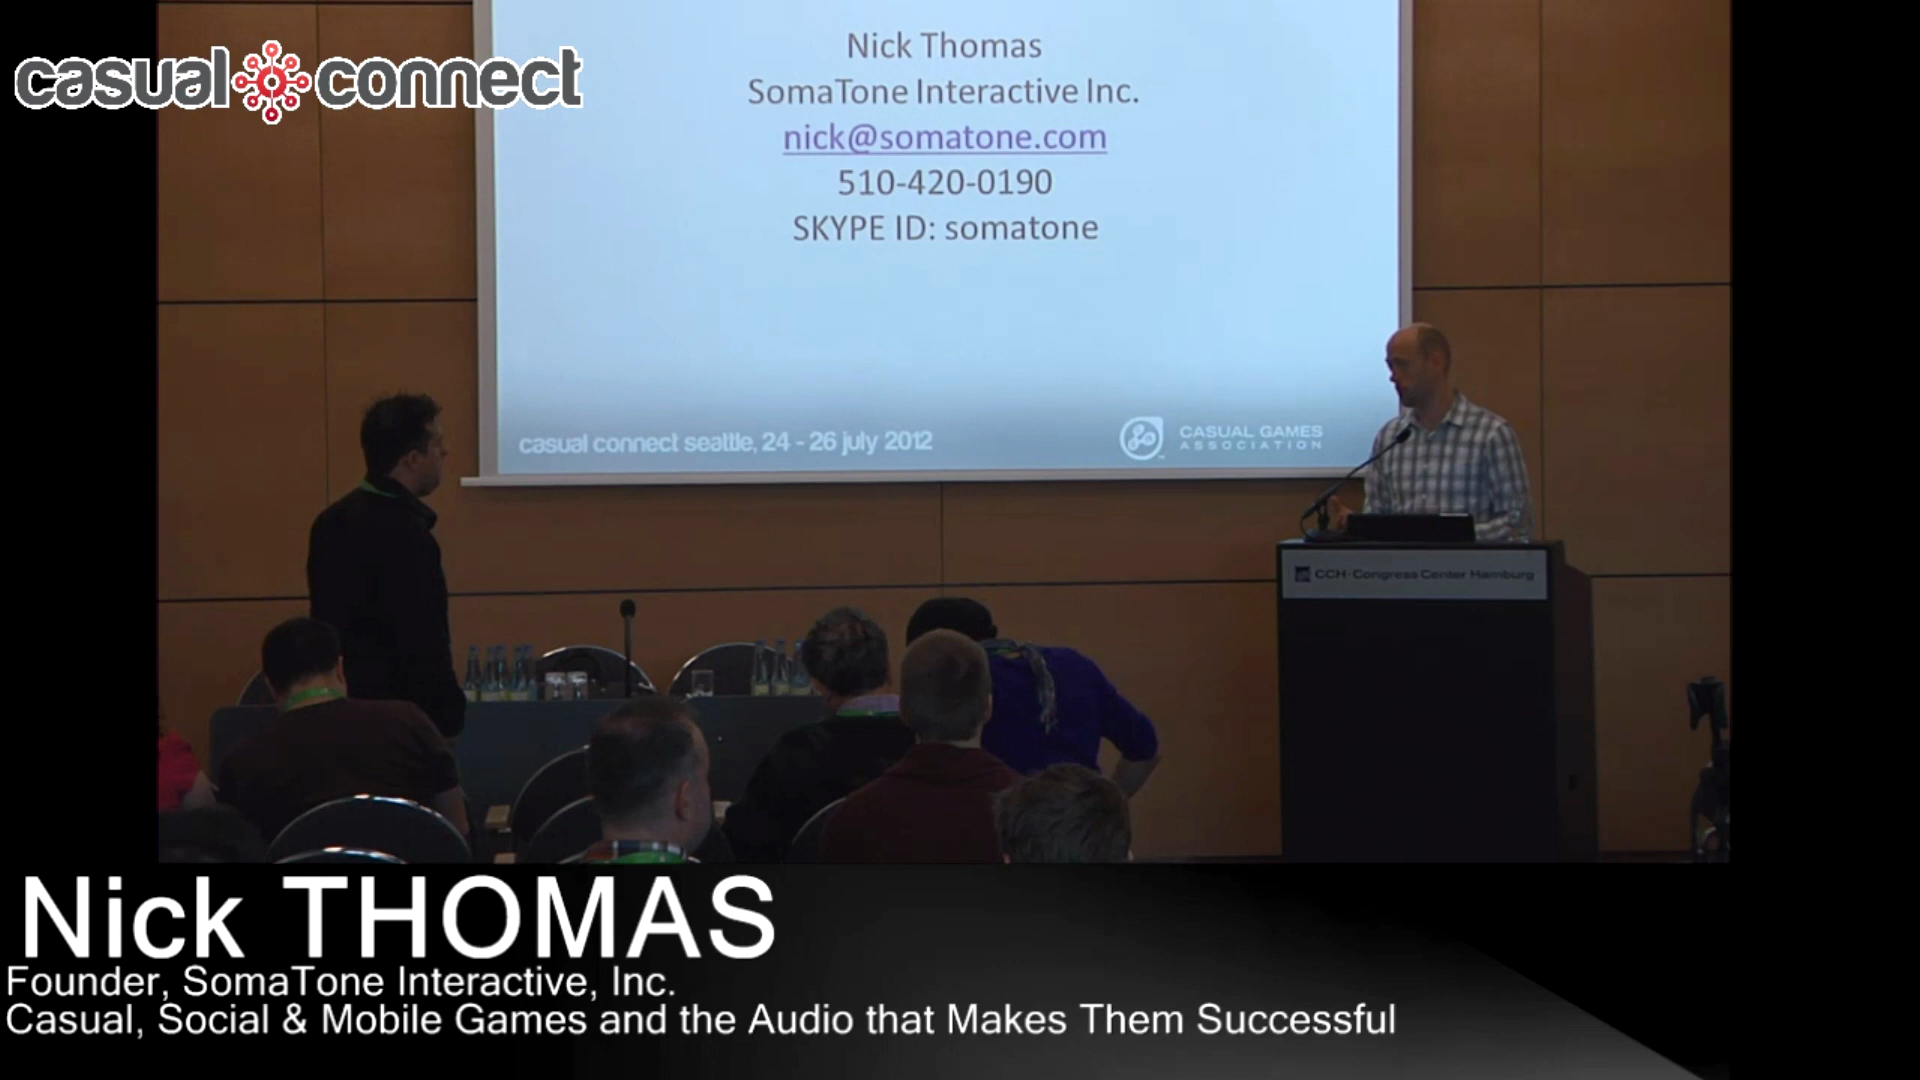 casual connect
Nick Thomas
SomaTone Interactive Inc.
nick@somatone.com
510-420-0190
SKYPE ID: somatone
casual connect seattle, 24 - 26 july 2012
CASUAL GAMES
ASSOCIATION
CCH-Congress Center Hamburg
Nick THOMAS
Founder, SomaTone Interactive, Inc.
Casual, Social & Mobile Games and the Audio that Makes Them Successful